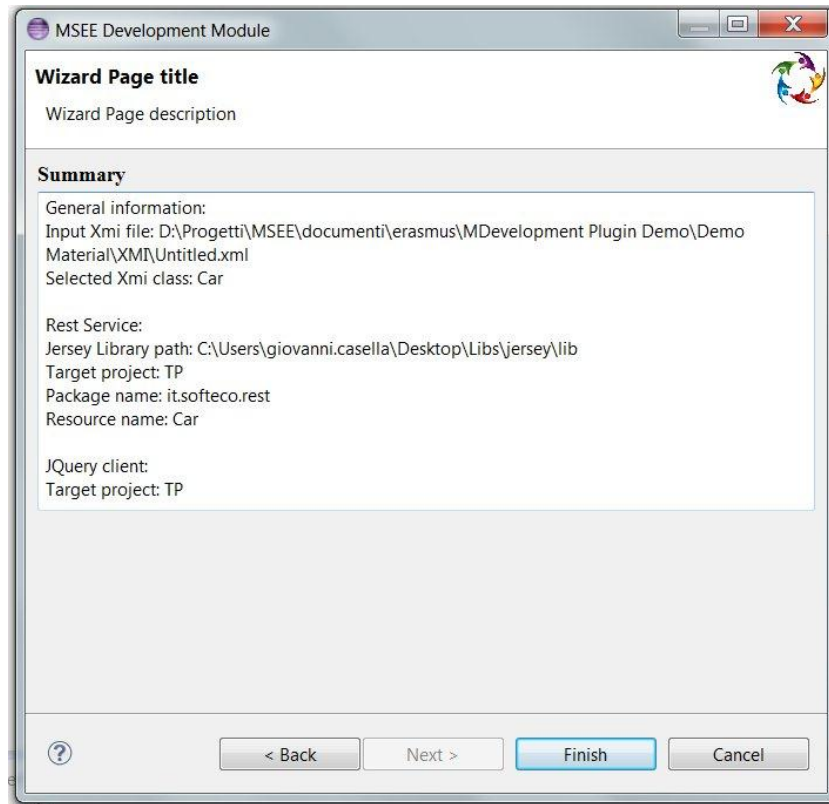 MSEE Development Module
Wizard Page title
Wizard Page description
Summary
General information:
Input Xmi file: D:\Progetti\MSEE\documenti\erasmus\MDevelopment Plugin Demo\Demo
Material\XMI\Untitled.xml
Selected Xmi class: Car
Rest Service:
Jersey Library path: C:\Users\giovanni.casella\Desktop\Libs\jersey\lib
Target project: TP
Package name: it.softeco.rest
Resource name: Car
JQuery client:
Target project: TP
? < Back Next > Finish Cancel